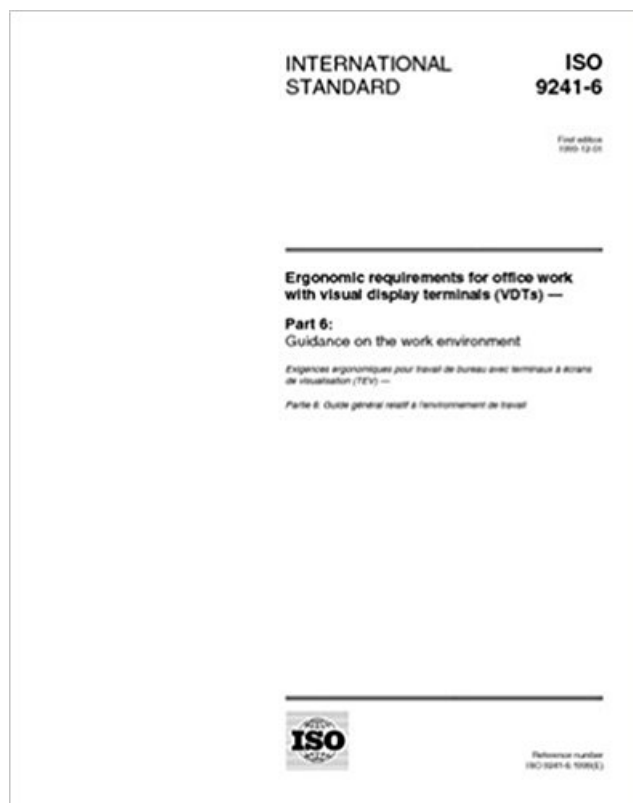 INTERNATIONAL
STANDARD
ISO
9241-6
First edition
1999-12-01
Ergonomic requirements for office work
with visual display terminals (VDTs) —
Part 6:
Guidance on the work environment
Exigences ergonomiques pour travail de bureau avec terminaux à écrans
de visualisation (TEV) —
Partie 6: Guide général relatif à l'environnement de travail
ISO
Reference number
ISO 9241-6:1999(E)